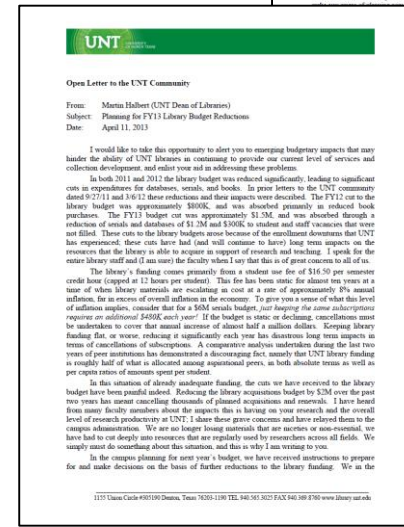 UNT
Open Letter to the UNT Community
From: Martin Halbert (UNT Dean of Libraries)
Subject: Planning for FY13 Library Budget Reductions
Date: April 11, 2013
I would like to take this opportunity to alert you to emerging budgetary impacts that may
hinder the ability of UNT libraries in continuing to provide our current level of services and
collection development, and enlist your aid in addressing these problems.
In both 2011 and 2012 the library budget was reduced significantly, leading to significant
cuts in expenditures for databases, serials, and books. In prior letters to the UNT community
dated 9/27/11 and 3/6/12 these reductions and their impacts were described. The FY12 cut to the
library budget was approximately $800K, and was absorbed primarily in reduced book
purchases. The FY13 budget cut was approximately $1.5M, and was absorbed through a
reduction of serials and databases of $1.2M and $300K to student and staff vacancies that were
not filled. These cuts to the library budgets arose because of the enrollment downturns that UNT
has experienced; these cuts have had (and will continue to have) long term impacts on the
resources that the library is able to acquire in support of research and teaching. I speak for the
entire library staff and (I am sure) the faculty when I say that this is of great concern to all of us.
The library's funding comes primarily from a student use fee of $16.50 per semester
credit hour (capped at 12 hours per student). This fee has been static for almost ten years at a
time of when library materials are escalating in cost at a rate of approximately 8% annual
inflation, far in excess of overall inflation in the economy. To give you a sense of what this level
of inflation implies, consider that for a $6M serials budget, just keeping the same subscriptions
requires an additional $480K each year! If the budget is static or declining, cancellations must
be undertaken to cover that annual increase of almost half a million dollars. Keeping library
funding flat, or worse, reducing it significantly each year has disastrous long term impacts in
terms of cancellations of subscriptions. A comparative analysis undertaken during the last two
years of peer institutions has demonstrated a discouraging fact, namely that UNT library funding
is roughly half of what is allocated among aspirational peers, in both absolute terms as well as
per capita ratios of amounts spent per student.
In this situation of already inadequate funding, the cuts we have received to the library
budget have been painful indeed. Reducing the library acquisitions budget by $2M over the past
two years has meant cancelling thousands of planned acquisitions and renewals. I have heard
from many faculty members about the impacts this is having on your research and the overall
level of research productivity at UNT; I share these grave concerns and have relayed them to the
campus administration. We are no longer losing materials that are niceties or non-essential, we
have had to cut deeply into resources that are regularly used by researchers across all fields. We
simply must do something about this situation, and this is why I am writing to you.
In the campus planning for next year's budget, we have received instructions to prepare
for and make decisions on the basis of further reductions to the library funding. We in the
1155 Union Circle #305190 Denton, Texas 76203-1190 TEL 940.565.3025 FAX 940.369.8760 www.library.unt.edu